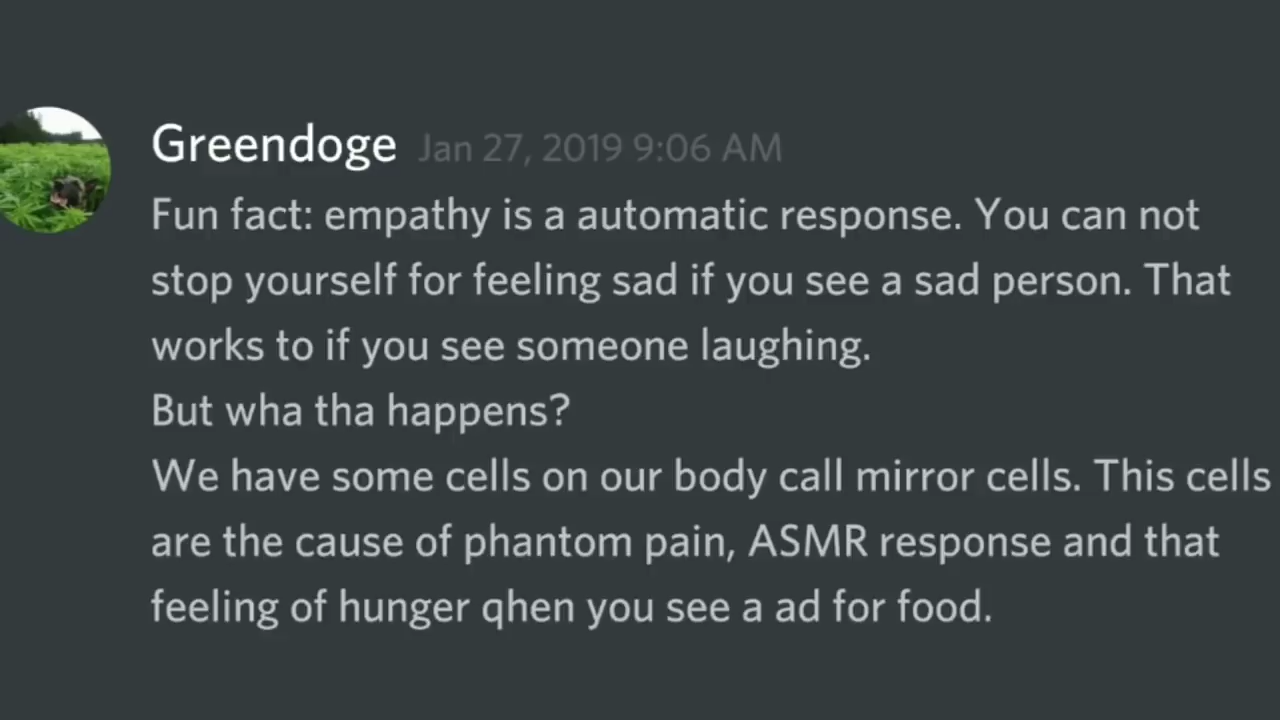 Greendoge Jan 27, 2019 9:06 AM
Fun fact: empathy is a automatic response. You can not
stop yourself for feeling sad if you see a sad person. That
works to if you see someone laughing.
But wha tha happens?
We have some cells on our body call mirror cells. This cells
are the cause of phantom pain, ASMR response and that
feeling of hunger qhen you see a ad for food.